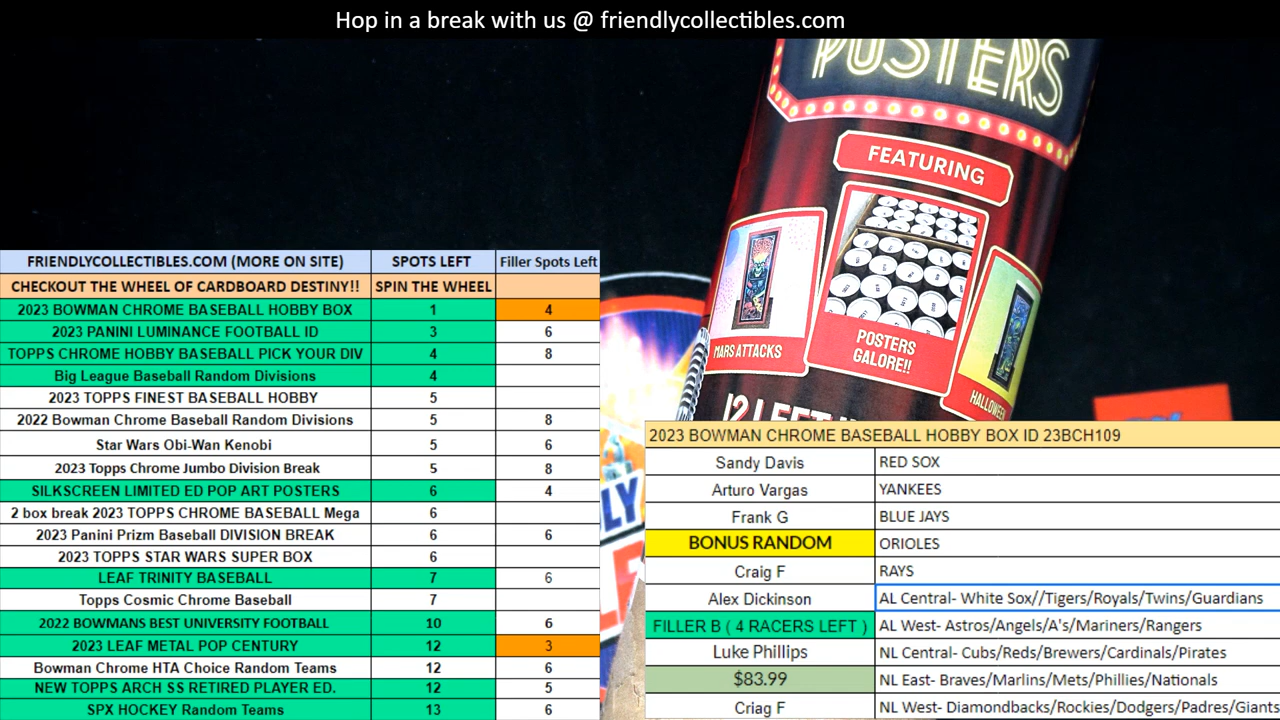 Hop in a break with us @ friendlycollectibles.com
POSTERS
FEATURING
MARS ATTACKS
POSTERS
GALORE!!
HALLOWEEN
FRIENDLYCOLLECTIBLES.COM (MORE ON SITE) SPOTS LEFT Filler Spots Left
CHECKOUT THE WHEEL OF CARDBOARD DESTINY!! SPIN THE WHEEL
2023 BOWMAN CHROME BASEBALL HOBBY BOX 1 4
2023 PANINI LUMINANCE FOOTBALL ID 3 6
TOPPS CHROME HOBBY BASEBALL PICK YOUR DIV 4 8
Big League Baseball Random Divisions 4
2023 TOPPS FINEST BASEBALL HOBBY 5
2022 Bowman Chrome Baseball Random Divisions 5 8
Star Wars Obi-Wan Kenobi 5 6
2023 Topps Chrome Jumbo Division Break 5 8
SILKSCREEN LIMITED ED POP ART POSTERS 6 4
2 box break 2023 TOPPS CHROME BASEBALL Mega 6
2023 Panini Prizm Baseball DIVISION BREAK 6 6
2023 TOPPS STAR WARS SUPER BOX 6
LEAF TRINITY BASEBALL 7 6
Topps Cosmic Chrome Baseball 7
2022 BOWMANS BEST UNIVERSITY FOOTBALL 10 6
2023 LEAF METAL POP CENTURY 12 3
Bowman Chrome HTA Choice Random Teams 12 6
NEW TOPPS ARCH SS RETIRED PLAYER ED. 12 5
SPX HOCKEY Random Teams 13 6
2023 BOWMAN CHROME BASEBALL HOBBY BOX ID 23BCH109
Sandy Davis RED SOX
Arturo Vargas YANKEES
Frank G BLUE JAYS
BONUS RANDOM ORIOLES
Craig F RAYS
Alex Dickinson AL Central- White Sox//Tigers/Royals/Twins/Guardians
FILLER B ( 4 RACERS LEFT ) AL West- Astros/Angels/A's/Mariners/Rangers
Luke Phillips NL Central- Cubs/Reds/Brewers/Cardinals/Pirates
$83.99 NL East- Braves/Marlins/Mets/Phillies/Nationals
Criag F NL West- Diamondbacks/Rockies/Dodgers/Padres/Giants